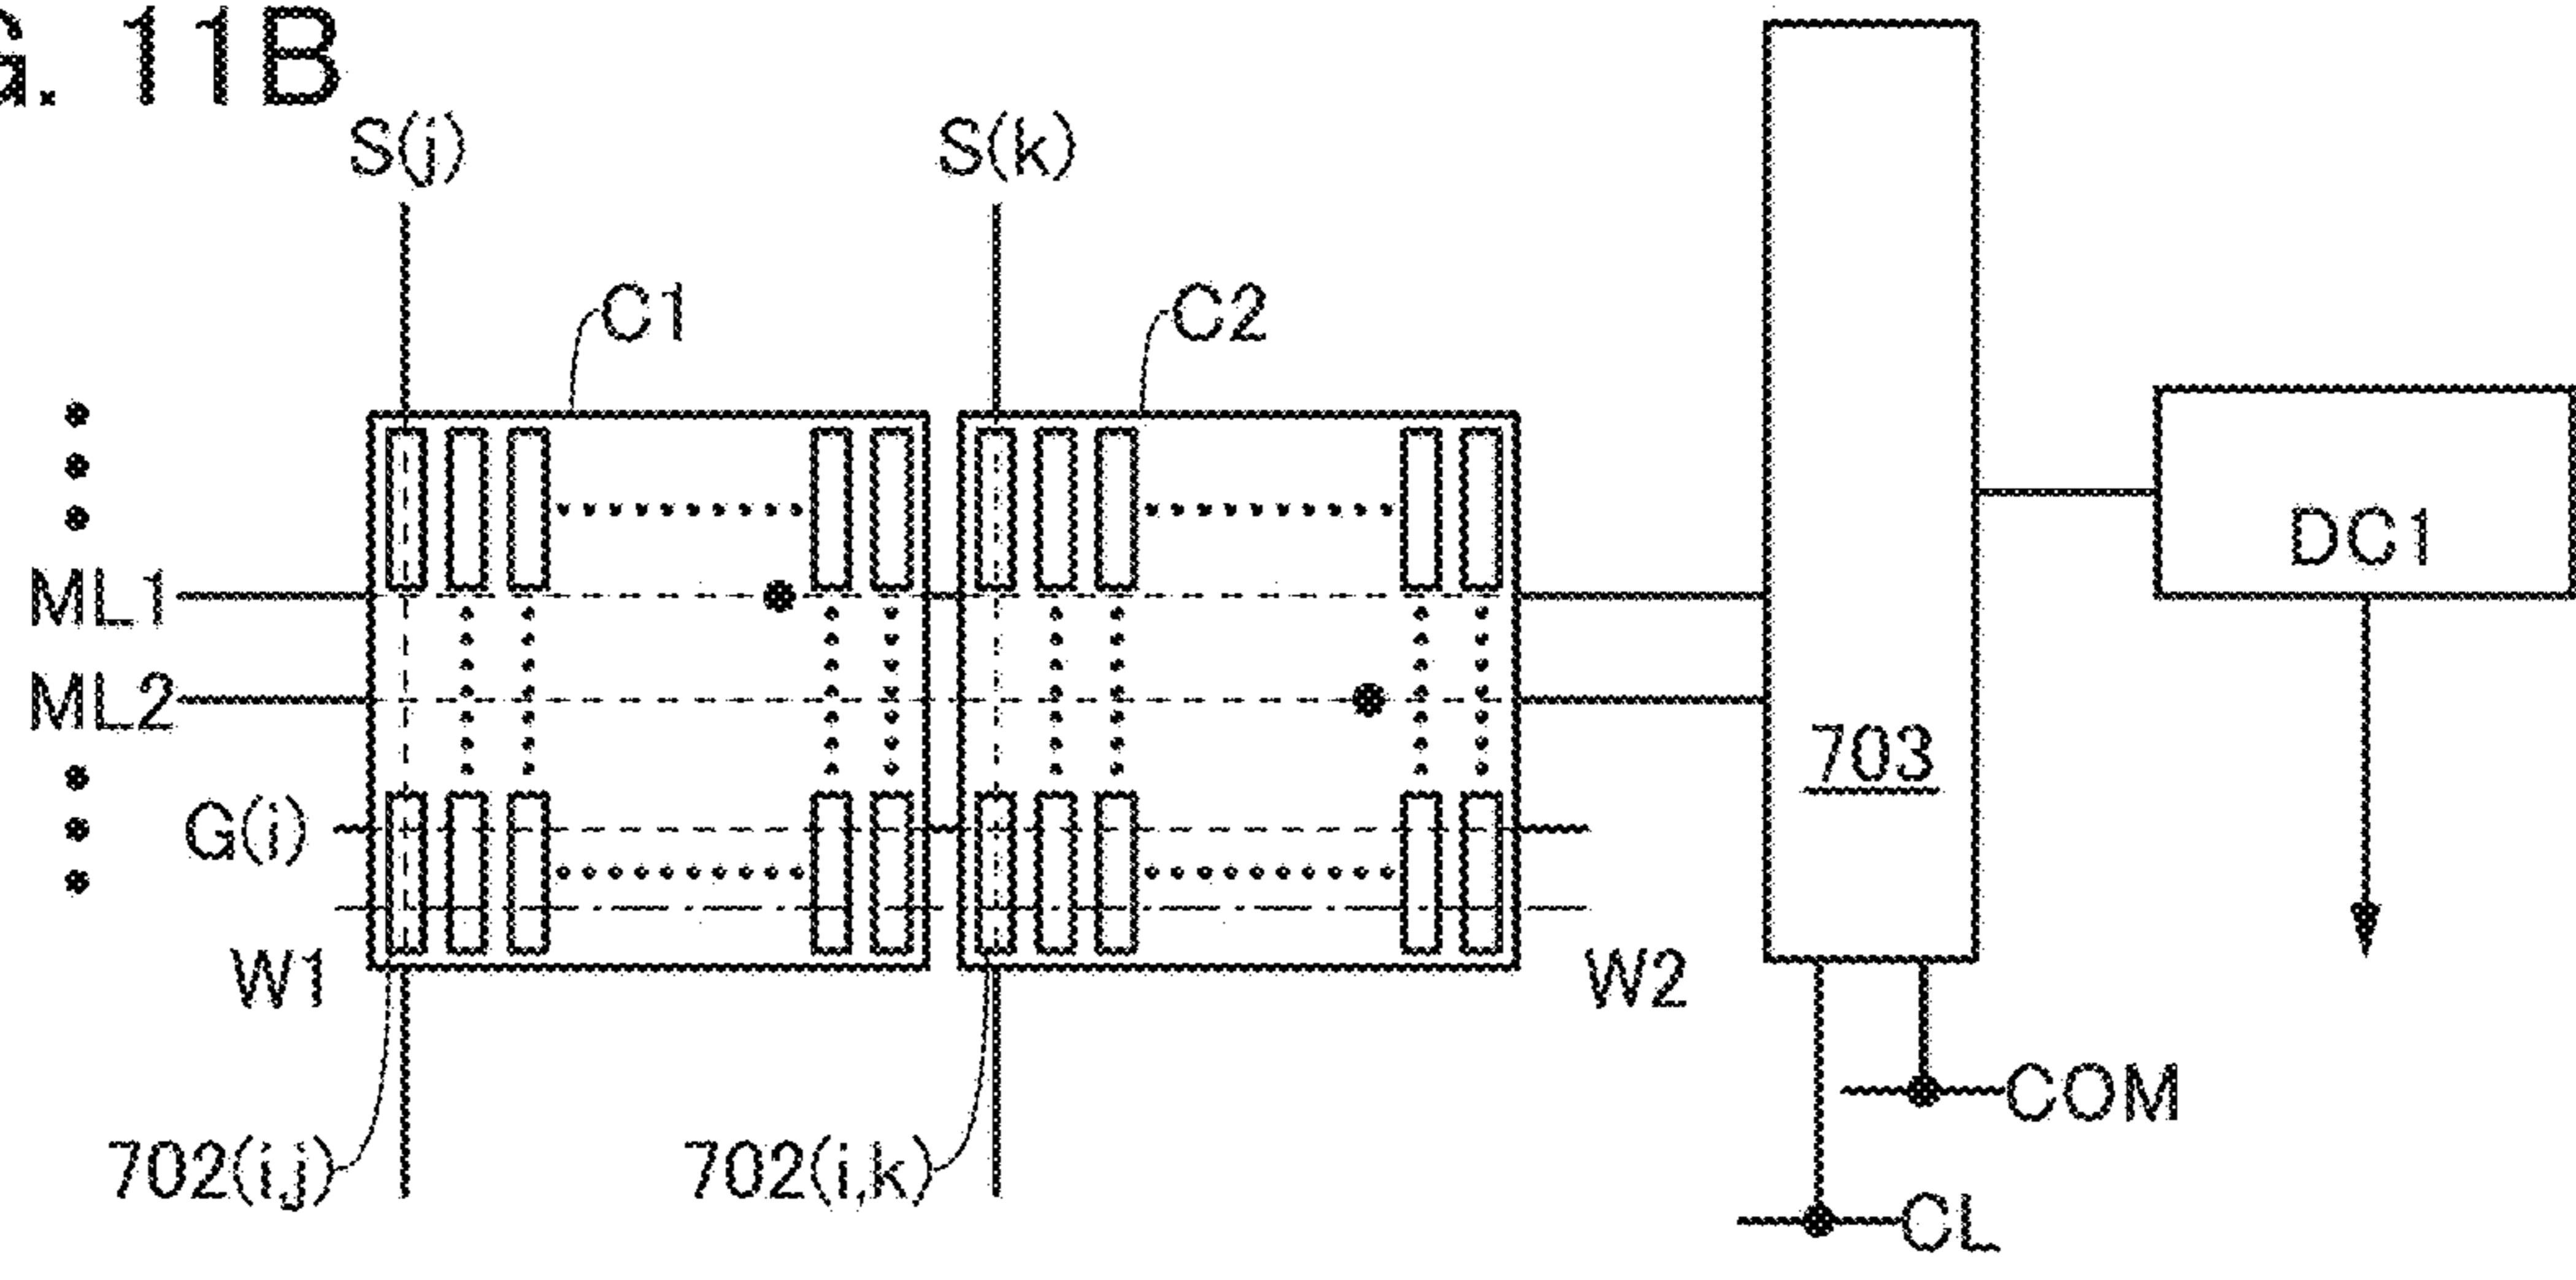 G. 11B
S(j)
S(k)
C1
C2
ML1
DC1
ML2
703
G(i)
W1
W2
COM
702(i,j)
702(i,k)
CL